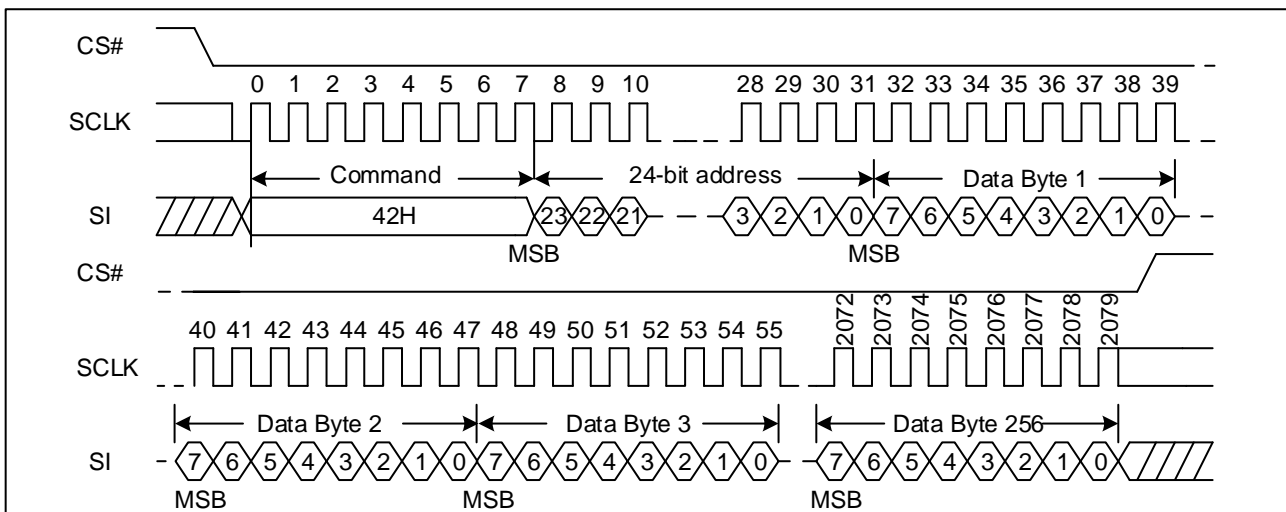 CS#
0 1 2 3 4 5 6 7 8 9 10 28 29 30 31 32 33 34 35 36 37 38 39
SCLK
Command 24-bit address Data Byte 1
SI 42H 23 22 21 3 2 1 0 7 6 5 4 3 2 1 0
MSB MSB
CS#
40 41 42 43 44 45 46 47 48 49 50 51 52 53 54 55 2072 2073 2074 2075 2076 2077 2078 2079
SCLK
Data Byte 2 Data Byte 3 Data Byte 256
SI 7 6 5 4 3 2 1 0 7 6 5 4 3 2 1 0 7 6 5 4 3 2 1 0
MSB MSB MSB